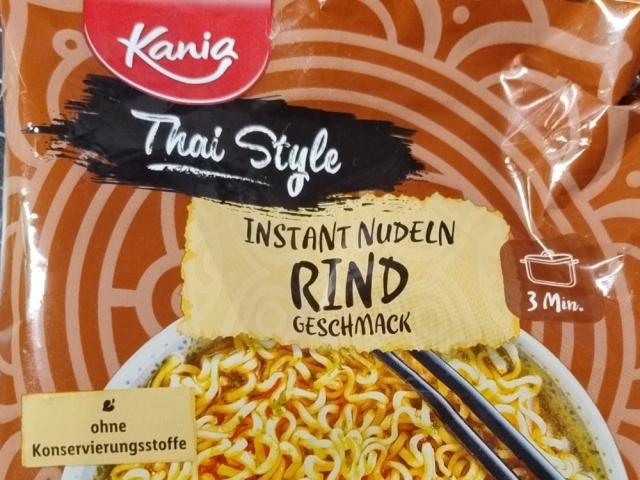 Kania
Thai Style
INSTANT NUDELN
RIND
GESCHMACK
3 Min.
ohne
Konservierungsstoffe